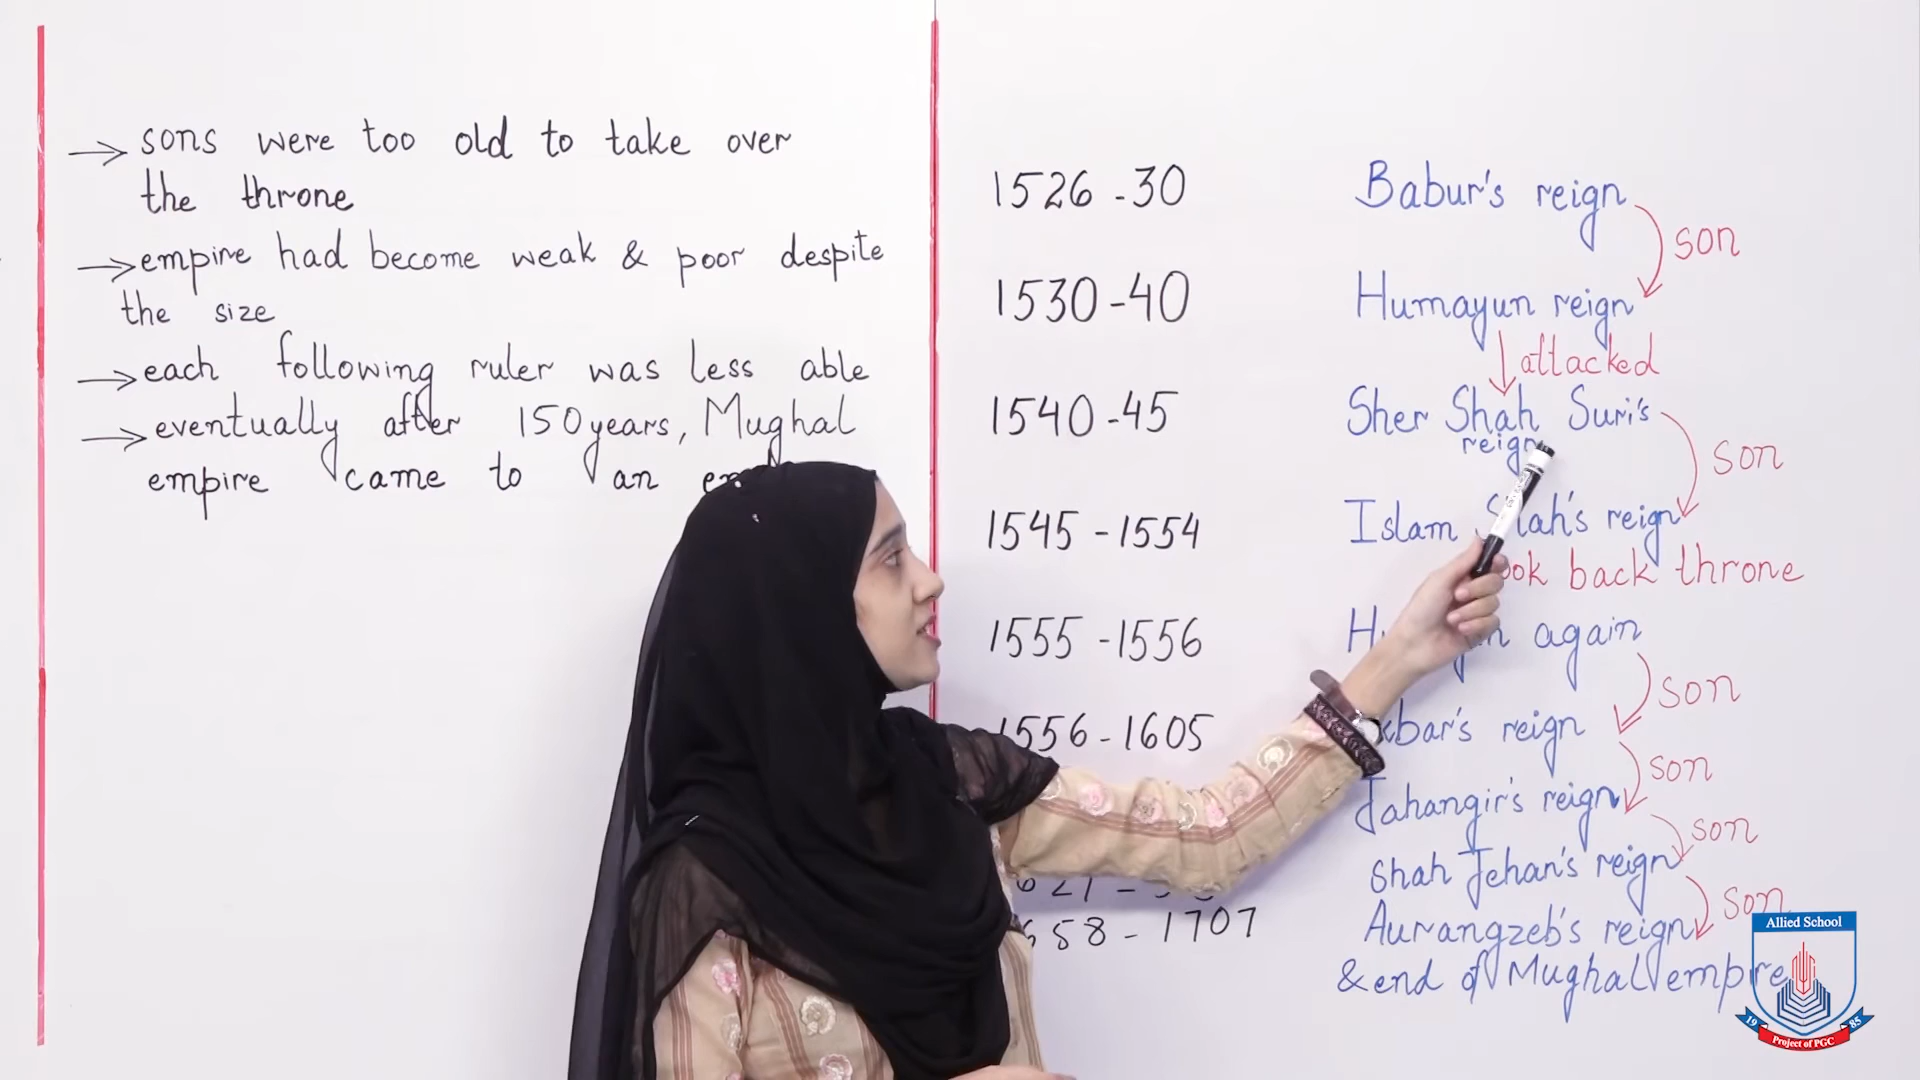 → sons were too old to take over
the throne
→ empire had become weak & poor despite
the size
→ each following ruler was less able
→ eventually after 150 years, Mughal
empire came to an
1526 - 30 Babur's reign
son
1530 - 40 Humayun reign
attacked
1540 - 45 Sher Shah Suri's
reign
son
1545 - 1554 Islam reign
back throne
1555 - 1556 again
son
1556 - 1605 reign
son
Jahangir's reign
son
Shah Jehan's reign
son
1707 Aurangzeb's reign
& end of Mughal empire
Allied School
19 85
Project of PGC